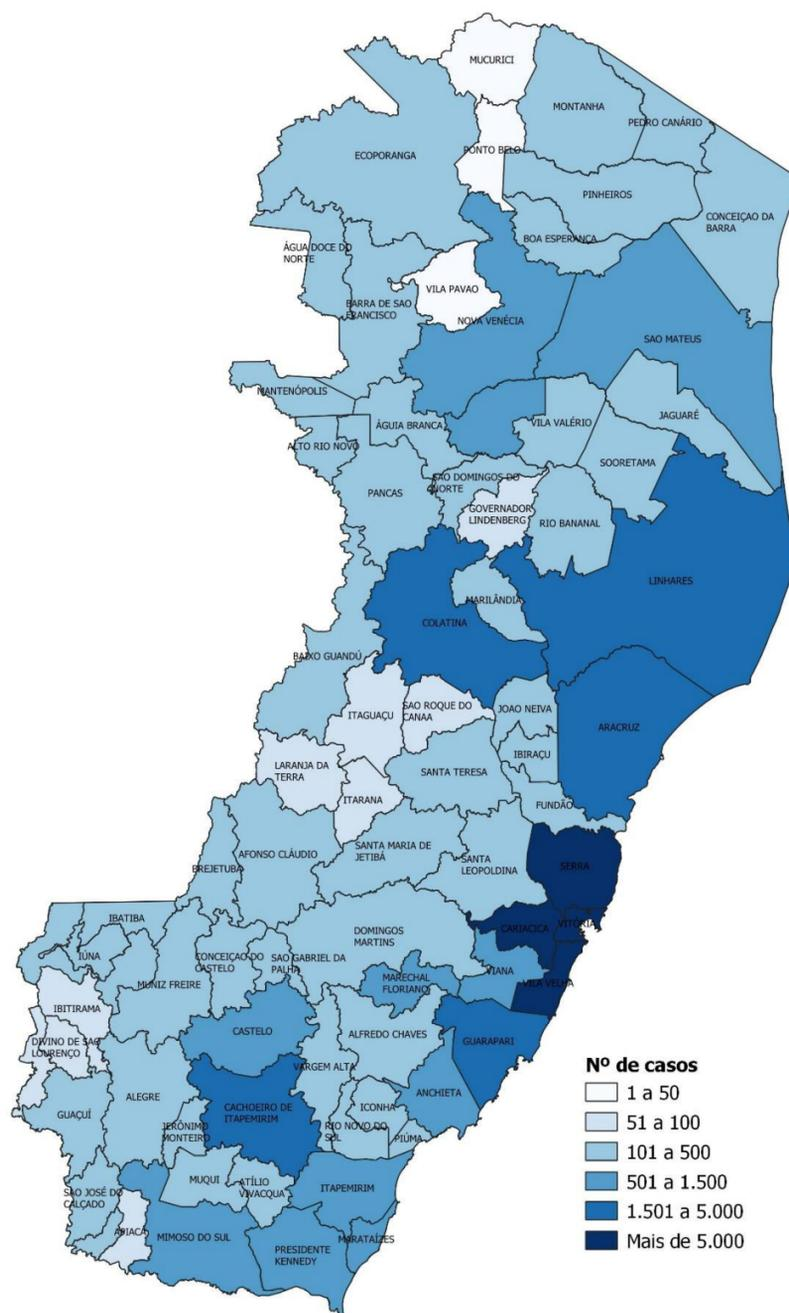 MUCURICI
MONTANHA
PEDRO CANÁRIO
PONTO BELO
ECOPORANGA
PINHEIROS
CONCEIÇAO DA
BARRA
BOA ESPERANÇA
ÁGUA DOCE DO
NORTE
VILA PAVAO
BARRA DE SAO
FRANCISCO
NOVA VENÉCIA
SAO MATEUS
MANTENÓPOLIS
JAGUARÉ
ÁGUIA BRANCA
VILA VALÉRIO
ALTO RIO NOVO
SOORETAMA
SAO DOMINGOS DO
NORTE
PANCAS
GOVERNADOR
LINDENBERG
RIO BANANAL
LINHARES
MARILÂNDIA
COLATINA
BAIXO GUANDÚ
ITAGUAÇU
SAO ROQUE DO
CANAA
JOAO NEIVA
ARACRUZ
IBIRAÇU
LARANJA DA
TERRA
SANTA TERESA
ITARANA
FUNDÃO
SANTA MARIA DE
JETIBÁ
AFONSO CLÁUDIO
SANTA
LEOPOLDINA
SERRA
BREJETUBA
IBATIBA
CARIACICA
VITÓRIA
DOMINGOS
MARTINS
IÚNA
CONCEIÇAO DO
CASTELO
SAO GABRIEL DA
PALHA
MUNIZ FREIRE
MARECHAL
FLORIANO
VIANA
VILA VELHA
IBITIRAMA
CASTELO
ALFREDO CHAVES
GUARAPARI
DIVINO DE SAO
LOURENÇO
VARGEM ALTA
ANCHIETA
ALEGRE
CACHOEIRO DE
ITAPEMIRIM
GUAÇUÍ
ICONHA
JERÔNIMO
MONTEIRO
RIO NOVO DO
SUL
PIÚMA
MUQUI
ATÍLIO
VIVACQUA
ITAPEMIRIM
SAO JOSÉ DO
CALÇADO
APIACÁ
MIMOSO DO SUL
PRESIDENTE
KENNEDY
MARATAÍZES
Nº de casos
1 a 50
51 a 100
101 a 500
501 a 1.500
1.501 a 5.000
Mais de 5.000